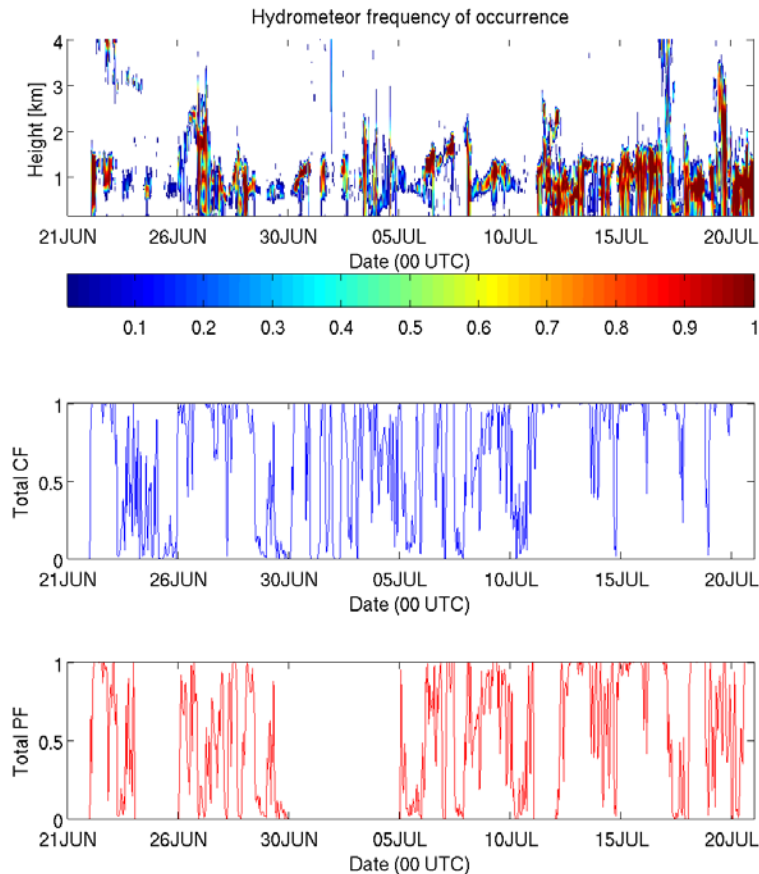 Hydrometeor frequency of occurrence
4
3
2
1
Height [km]
21JUN 26JUN 30JUN 05JUL 10JUL 15JUL 20JUL
Date (00 UTC)
0.1 0.2 0.3 0.4 0.5 0.6 0.7 0.8 0.9 1
1
0.5
0
Total CF
21JUN 26JUN 30JUN 05JUL 10JUL 15JUL 20JUL
Date (00 UTC)
1
0.5
0
Total PF
21JUN 26JUN 30JUN 05JUL 10JUL 15JUL 20JUL
Date (00 UTC)